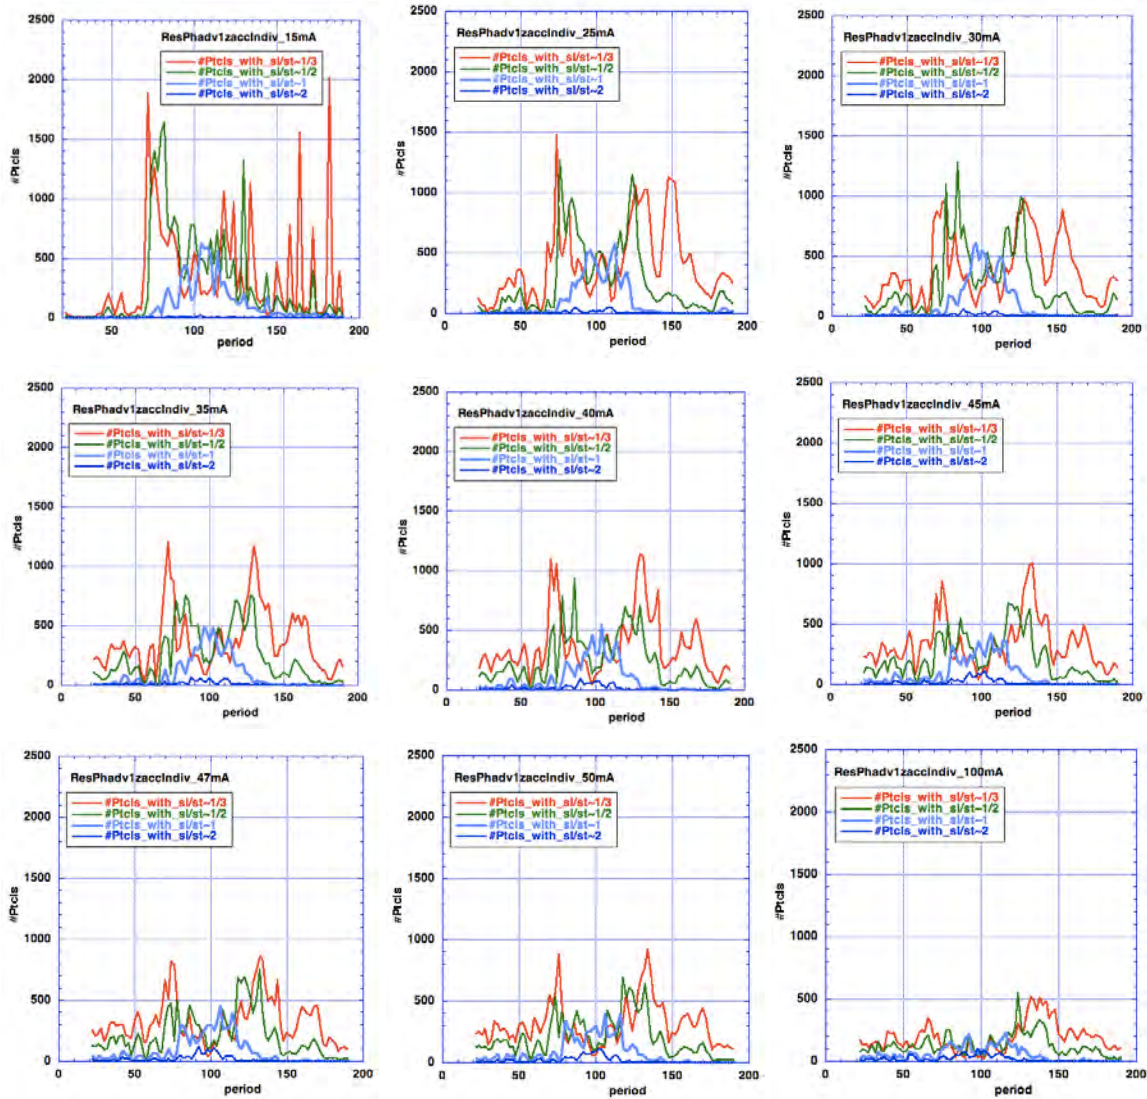 ResPhadv1zaccIndiv_15mA
#Ptcls_with_sl/st~1/3
#Ptcls_with_sl/st~1/2
#Ptcls_with_sl/st~1
#Ptcls_with_sl/st~2
2500
2000
1500
1000
500
0
#Ptcls
50
100
150
200
period
ResPhadv1zaccIndiv_25mA
#Ptcls_with_sl/st~1/3
#Ptcls_with_sl/st~1/2
#Ptcls_with_sl/st~1
#Ptcls_with_sl/st~2
2500
2000
1500
1000
500
0
#Ptcls
0
50
100
150
200
period
ResPhadv1zaccIndiv_30mA
#Ptcls_with_sl/st~1/3
#Ptcls_with_sl/st~1/2
#Ptcls_with_sl/st~1
#Ptcls_with_sl/st~2
2500
2000
1500
1000
500
0
#Ptcls
0
50
100
150
200
period
ResPhadv1zaccIndiv_35mA
#Ptcls_with_sl/st~1/3
#Ptcls_with_sl/st~1/2
#Ptcls_with_sl/st~1
#Ptcls_with_sl/st~2
2500
2000
1500
1000
500
0
#Ptcls
0
50
100
150
200
period
ResPhadv1zaccIndiv_40mA
#Ptcls_with_sl/st~1/3
#Ptcls_with_sl/st~1/2
#Ptcls_with_sl/st~1
#Ptcls_with_sl/st~2
2500
2000
1500
1000
500
0
#Ptcls
0
50
100
150
200
period
ResPhadv1zaccIndiv_45mA
#Ptcls_with_sl/st~1/3
#Ptcls_with_sl/st~1/2
#Ptcls_with_sl/st~1
#Ptcls_with_sl/st~2
2500
2000
1500
1000
500
0
#Ptcls
0
50
100
150
200
period
ResPhadv1zaccIndiv_47mA
#Ptcls_with_sl/st~1/3
#Ptcls_with_sl/st~1/2
#Ptcls_with_sl/st~1
#Ptcls_with_sl/st~2
2500
2000
1500
1000
500
0
#Ptcls
0
50
100
150
200
period
ResPhadv1zaccIndiv_50mA
#Ptcls_with_sl/st~1/3
#Ptcls_with_sl/st~1/2
#Ptcls_with_sl/st~1
#Ptcls_with_sl/st~2
2500
2000
1500
1000
500
0
#Ptcls
0
50
100
150
200
period
ResPhadv1zaccIndiv_100mA
#Ptcls_with_sl/st~1/3
#Ptcls_with_sl/st~1/2
#Ptcls_with_sl/st~1
#Ptcls_with_sl/st~2
2500
2000
1500
1000
500
0
#Ptcls
0
50
100
150
200
period